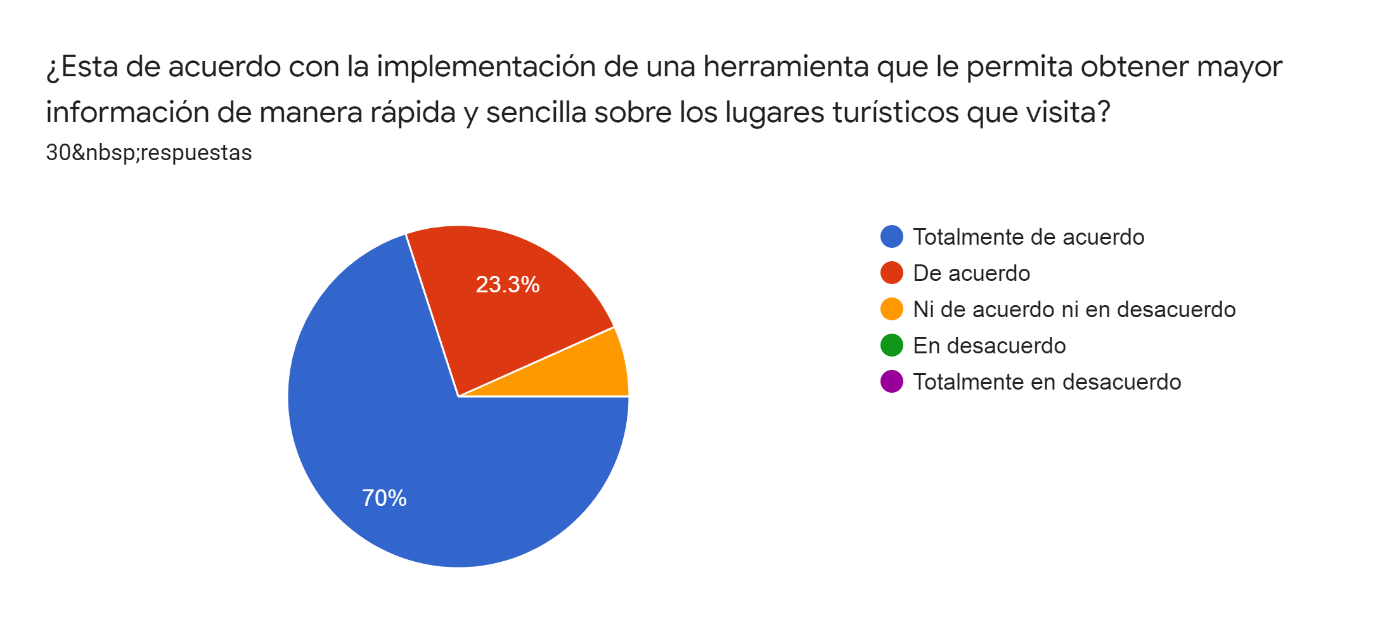 ¿Esta de acuerdo con la implementación de una herramienta que le permita obtener mayor
información de manera rápida y sencilla sobre los lugares turísticos que visita?
30&nbsp;respuestas
23.3%
70%
Totalmente de acuerdo
De acuerdo
Ni de acuerdo ni en desacuerdo
En desacuerdo
Totalmente en desacuerdo